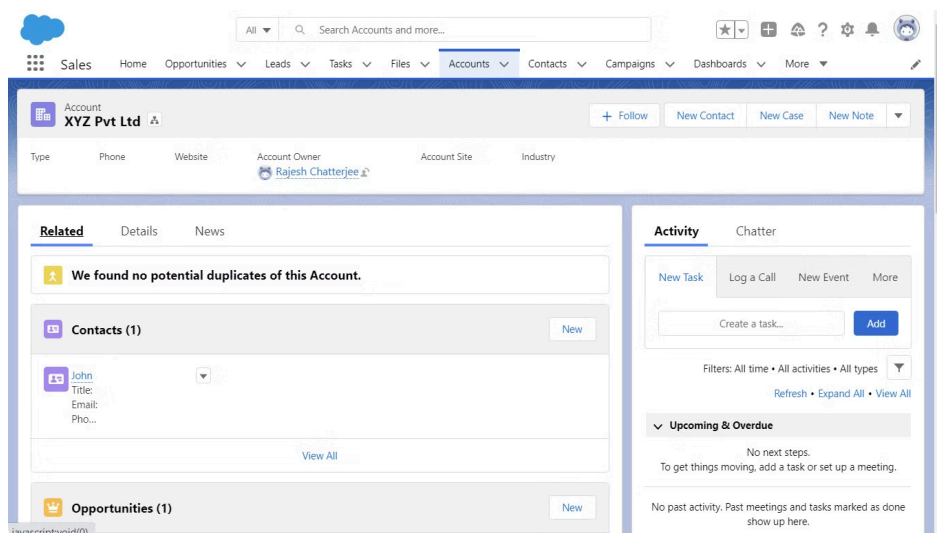 All Search Accounts and more...
Sales Home Opportunities Leads Tasks Files Accounts Contacts Campaigns Dashboards More
Account
XYZ Pvt Ltd
+ Follow New Contact New Case New Note
Type Phone Website Account Owner Account Site Industry
Rajesh Chatterjee
Related Details News
We found no potential duplicates of this Account.
Contacts (1) New
John
Title:
Email:
Pho...
View All
Opportunities (1) New
javascript:void(0)
Activity Chatter
New Task Log a Call New Event More
Create a task... Add
Filters: All time • All activities • All types
Refresh • Expand All • View All
Upcoming & Overdue
No next steps.
To get things moving, add a task or set up a meeting.
No past activity. Past meetings and tasks marked as done
show up here.